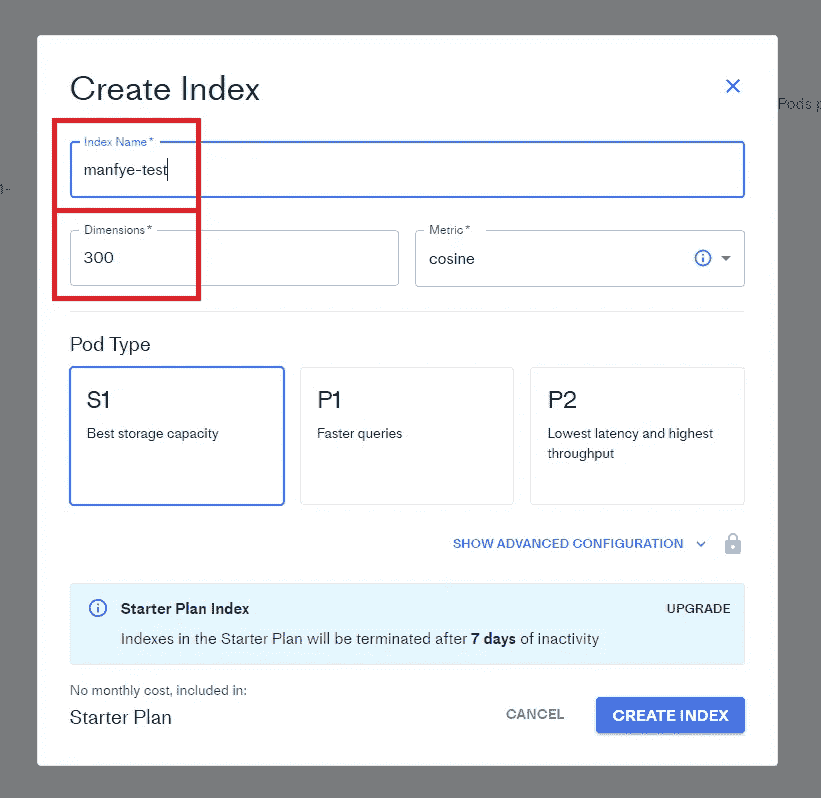 Create Index
Pods p
Index Name*
manfye-test
Dimensions*
300
Metric*
cosine
Pod Type
S1
Best storage capacity
P1
Faster queries
P2
Lowest latency and highest
throughput
SHOW ADVANCED CONFIGURATION
Starter Plan Index
UPGRADE
Indexes in the Starter Plan will be terminated after 7 days of inactivity
No monthly cost, included in:
Starter Plan
CANCEL
CREATE INDEX